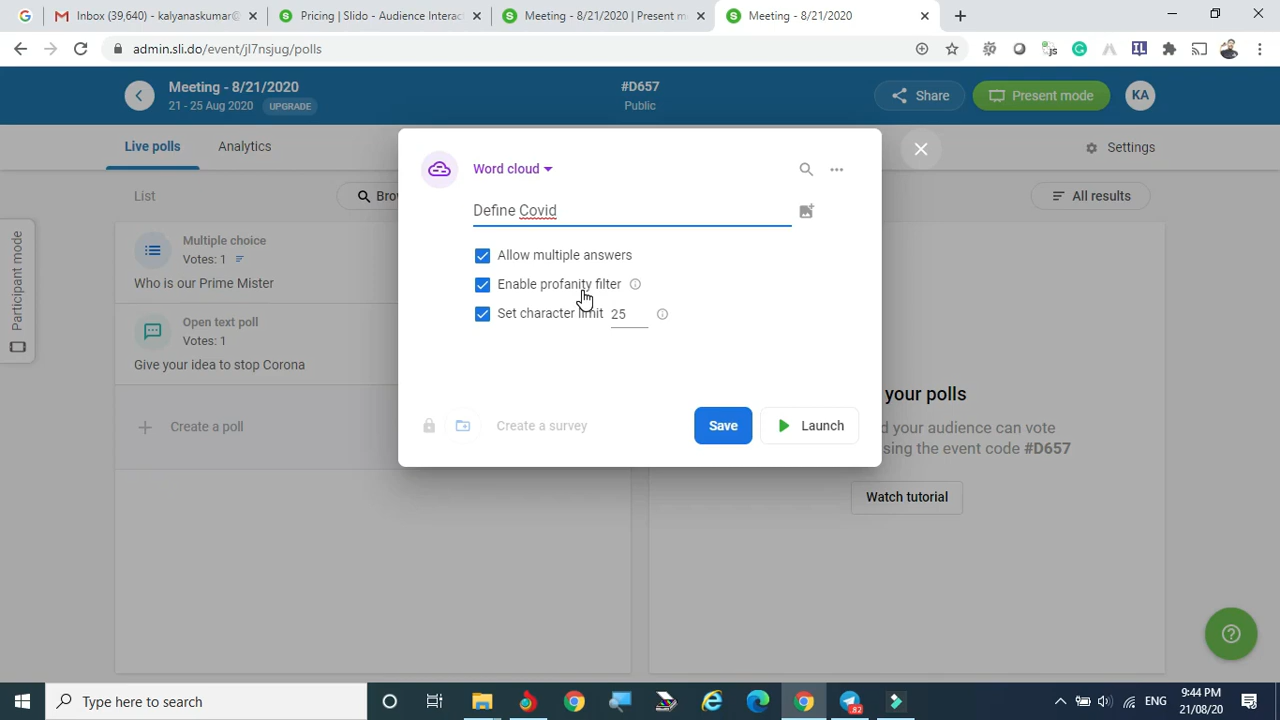 Inbox (39,640) - kalyanaskumar@
Pricing | Slido - Audience Interac
Meeting - 8/21/2020 | Present m
Meeting - 8/21/2020
admin.sli.do/event/jl7nsjug/polls
Meeting - 8/21/2020
21 - 25 Aug 2020 UPGRADE
#D657
Public
Share
Present mode
KA
Live polls
Analytics
Settings
List
Brow
All results
Participant mode
Multiple choice
Votes: 1
Who is our Prime Mister
Open text poll
Votes: 1
Give your idea to stop Corona
Create a poll
Word cloud
Define Covid
Allow multiple answers
Enable profanity filter
Set character limit 25
Create a survey
Save
Launch
your polls
d your audience can vote
sing the event code #D657
Watch tutorial
Type here to search
82
ENG
9:44 PM
21/08/20